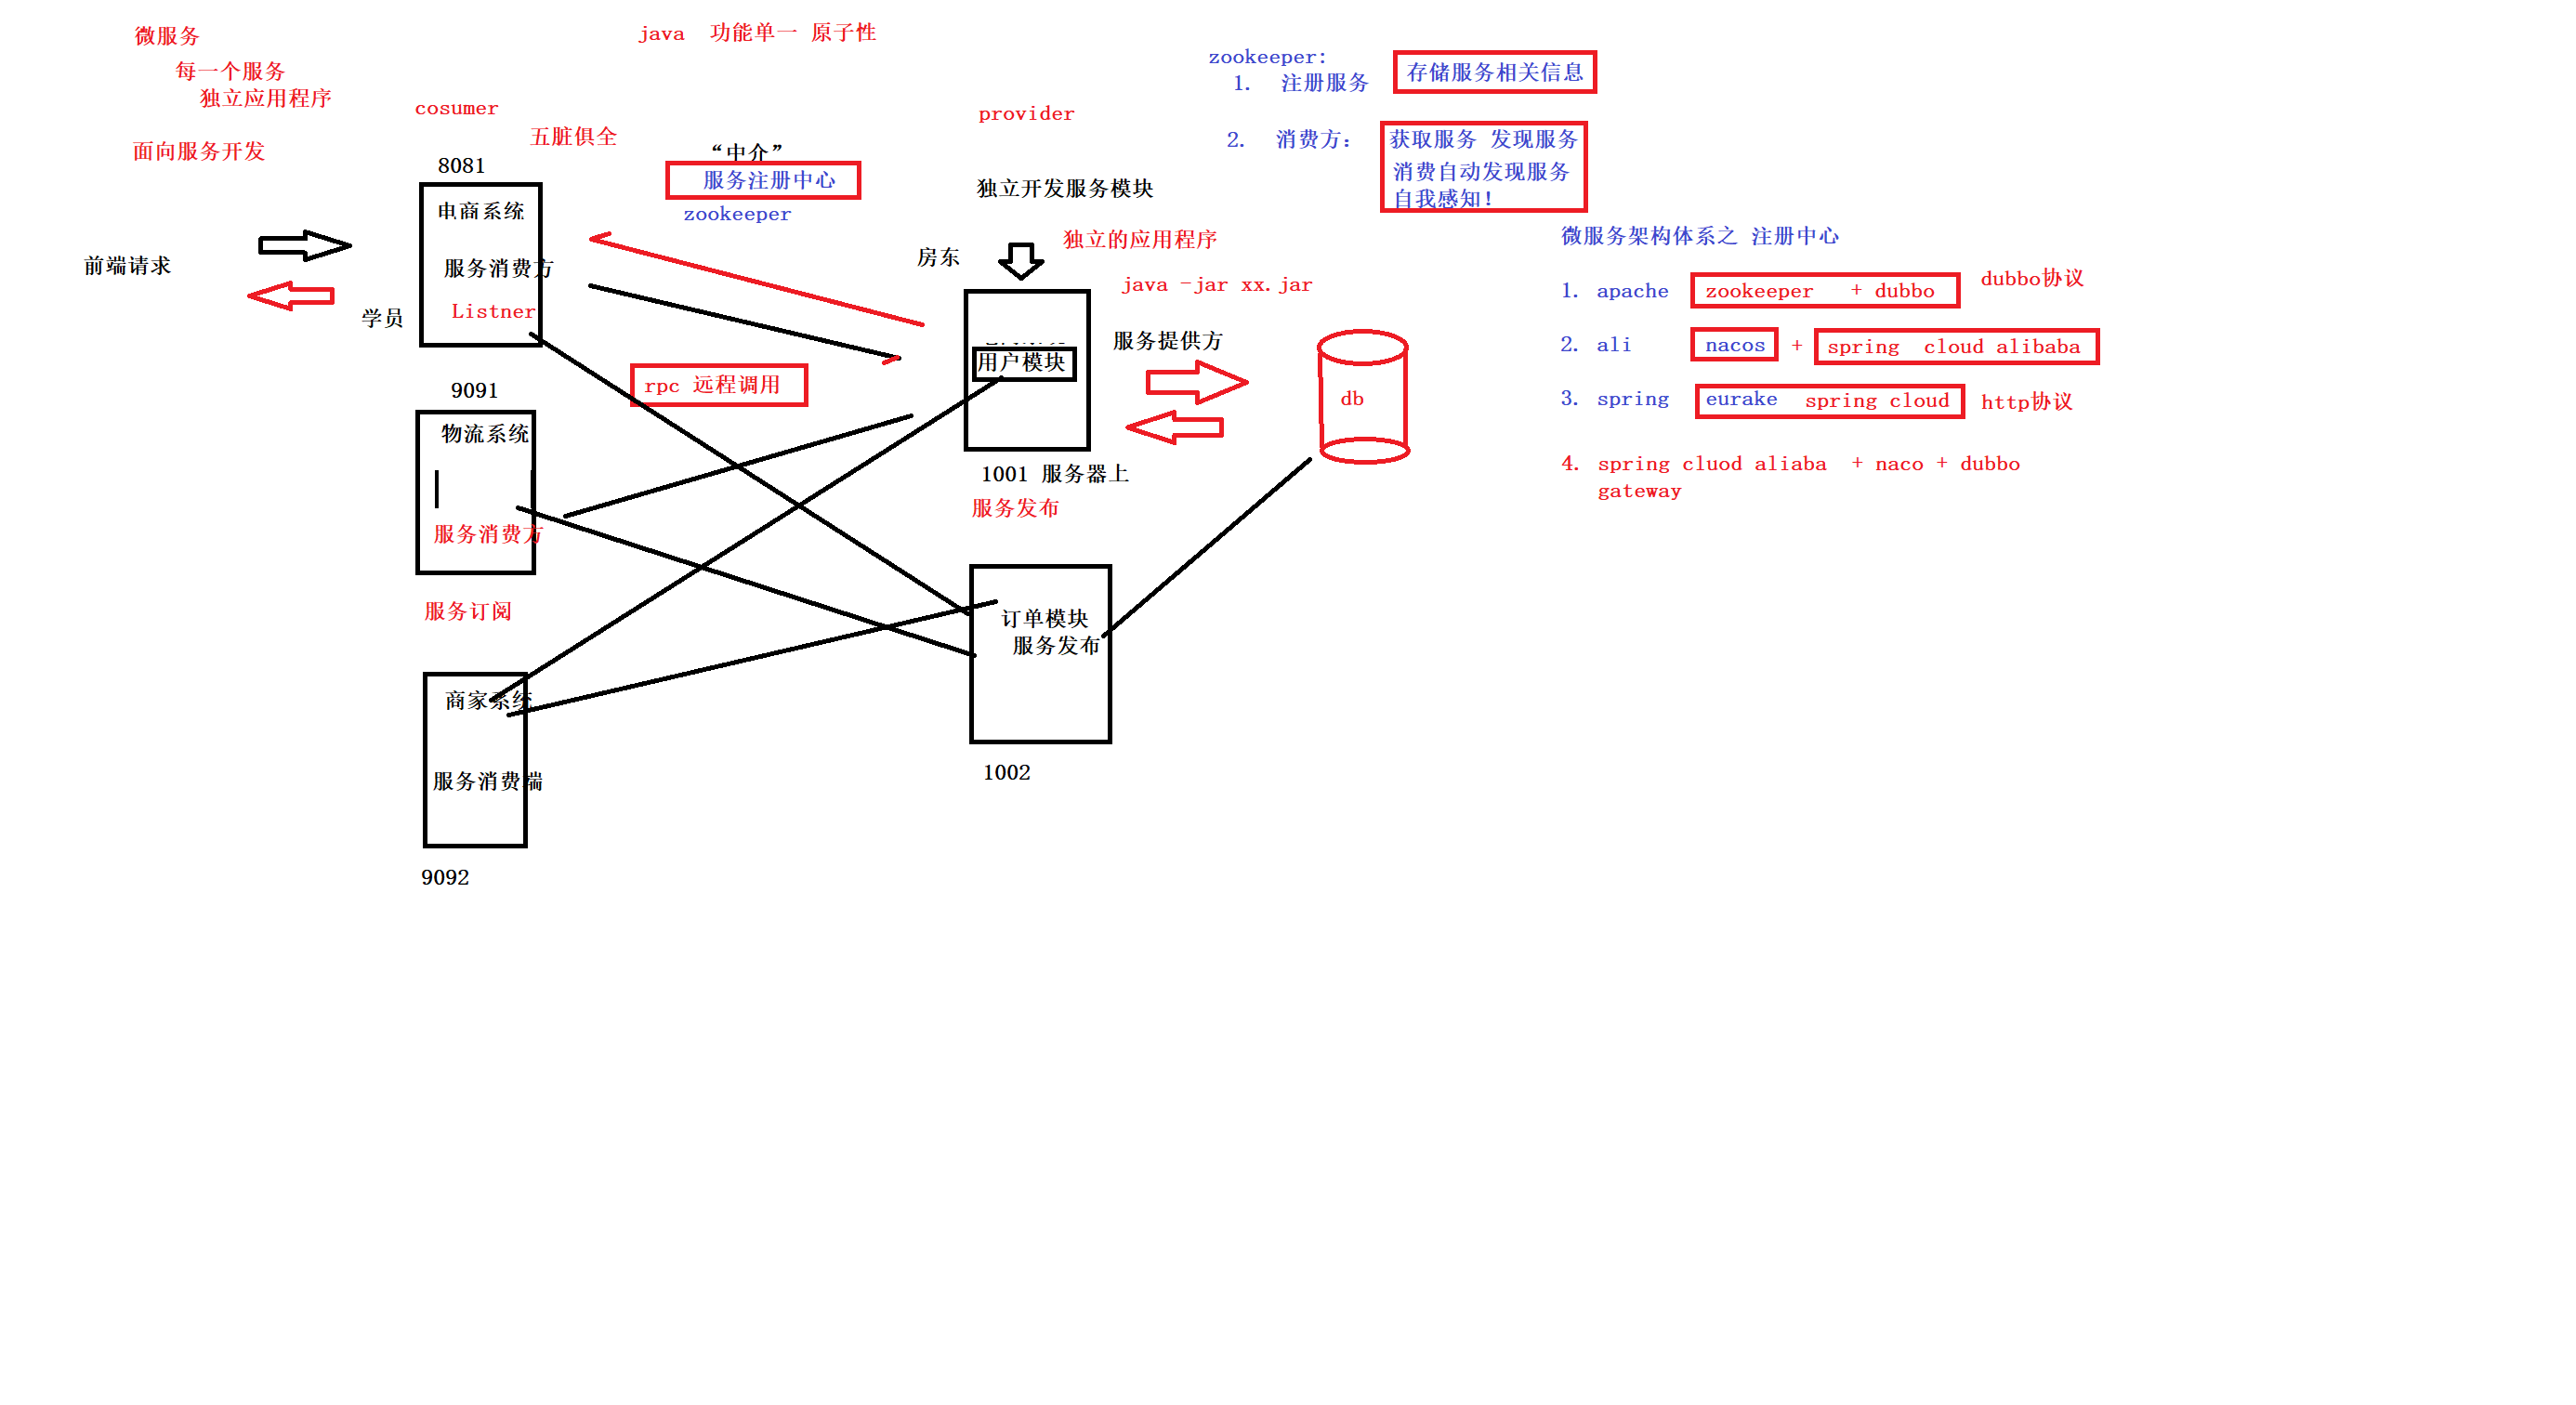 微服务
每一个服务
独立应用程序
面向服务开发
java 功能单一 原子性
cosumer
五脏俱全
8081
“中介”
服务注册中心
zookeeper
provider
独立开发服务模块
zookeeper:
1. 注册服务
存储服务相关信息
2. 消费方:
获取服务 发现服务
消费自动发现服务
自我感知!
前端请求
学员
电商系统
服务消费方
Listner
房东
独立的应用程序
java -jar xx.jar
服务提供方
用户模块
rpc 远程调用
db
1001 服务器上
服务发布
9091
物流系统
服务消费方
服务订阅
订单模块
服务发布
1002
商家系统
服务消费端
9092
微服务架构体系之 注册中心
1. apache zookeeper + dubbo dubbo协议
2. ali nacos + spring cloud alibaba
3. spring eurake spring cloud http协议
4. spring cluod aliaba + naco + dubbo
gateway